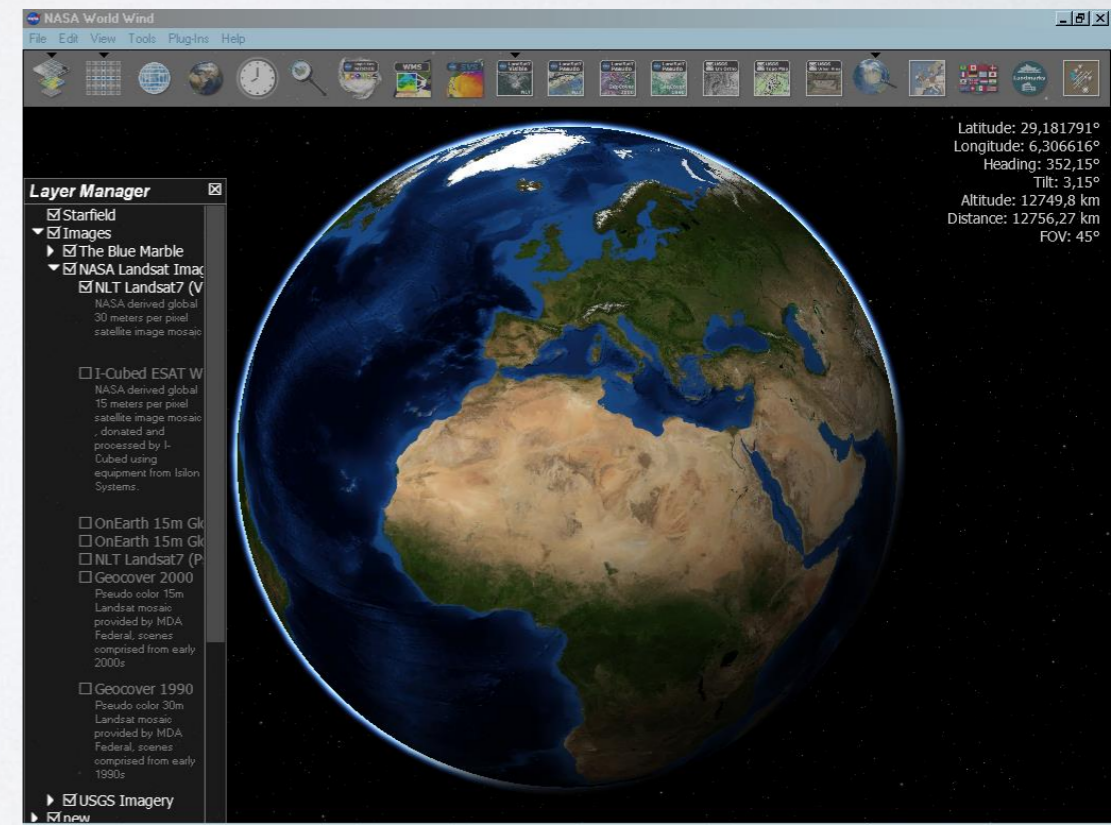 NASA World Wind
File Edit View Tools Plug-Ins Help
WMS
Landmarks
Latitude: 29,181791°
Longitude: 6,306616°
Heading: 352,15°
Tilt: 3,15°
Altitude: 12749,8 km
Distance: 12756,27 km
FOV: 45°
Layer Manager
Starfield
Images
The Blue Marble
NASA Landsat Imag
NLT Landsat7 (V
NASA derived global
30 meters per pixel
satellite image mosaic
I-Cubed ESAT W
NASA derived global
15 meters per pixel
satellite image mosaic
, donated and
processed by I-
Cubed using
equipment from Isilon
Systems.
OnEarth 15m Gl
OnEarth 15m Gl
NLT Landsat7 (P
Geocover 2000
Pseudo color 15m
Landsat mosaic
provided by MDA
Federal, scenes
comprised from early
2000s
Geocover 1990
Pseudo color 30m
Landsat mosaic
provided by MDA
Federal, scenes
comprised from early
1990s
USGS Imagery
new